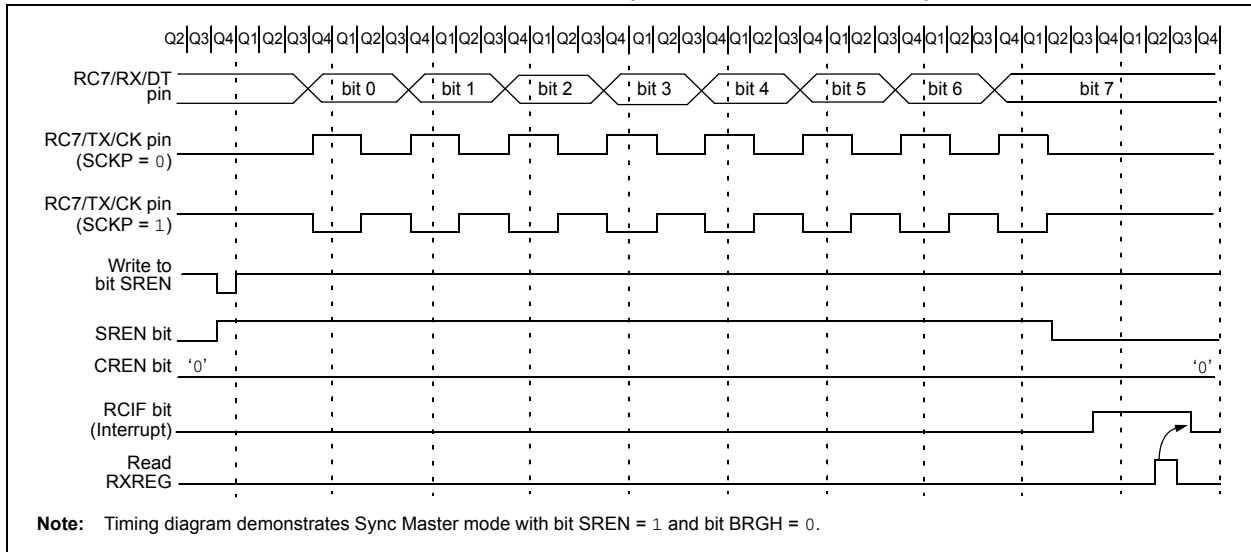 Q2 Q3 Q4 Q1 Q2 Q3 Q4 Q1 Q2 Q3 Q4 Q1 Q2 Q3 Q4 Q1 Q2 Q3 Q4 Q1 Q2 Q3 Q4 Q1 Q2 Q3 Q4 Q1 Q2 Q3 Q4 Q1 Q2 Q3 Q4 Q1 Q2 Q3 Q4 Q1 Q2 Q3 Q4
RC7/RX/DT
pin
bit 0 bit 1 bit 2 bit 3 bit 4 bit 5 bit 6 bit 7
RC7/TX/CK pin
(SCKP = 0)
RC7/TX/CK pin
(SCKP = 1)
Write to
bit SREN
SREN bit
CREN bit '0' '0'
RCIF bit
(Interrupt)
Read
RXREG
Note: Timing diagram demonstrates Sync Master mode with bit SREN = 1 and bit BRGH = 0.